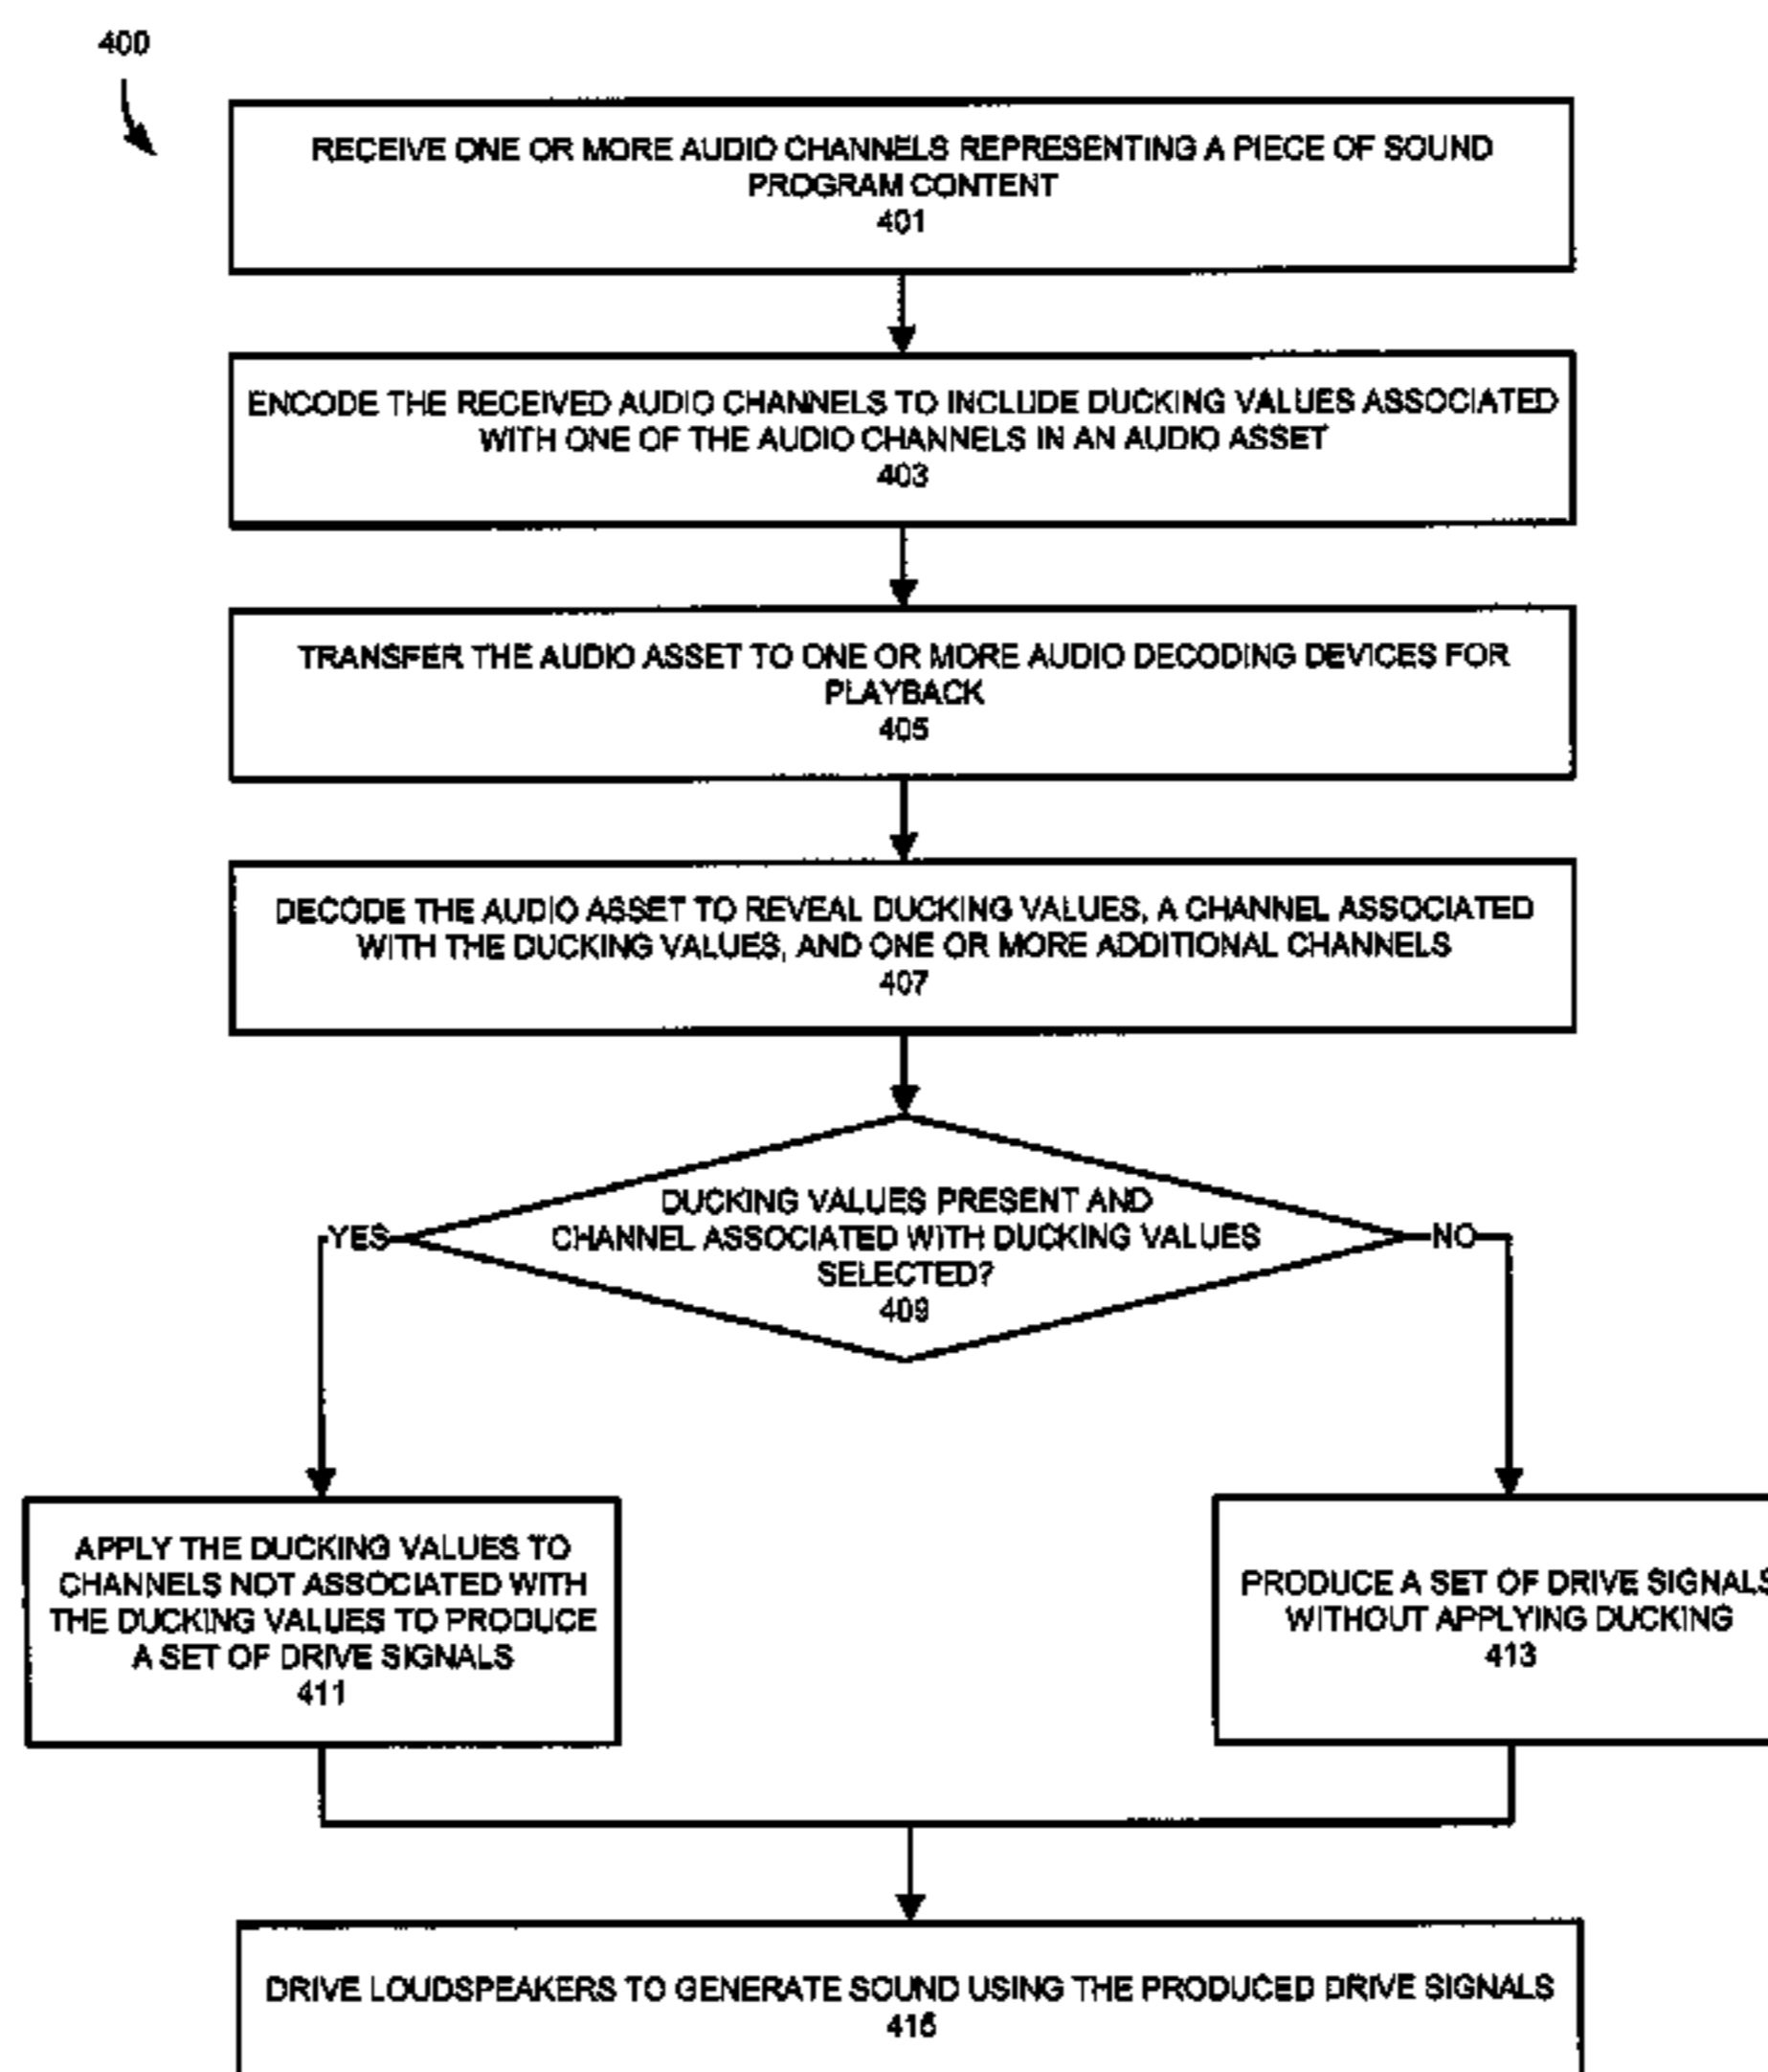 400
RECEIVE ONE OR MORE AUDIO CHANNELS REPRESENTING A PIECE OF SOUND
PROGRAM CONTENT
401
ENCODE THE RECEIVED AUDIO CHANNELS TO INCLUDE DUCKING VALUES ASSOCIATED
WITH ONE OF THE AUDIO CHANNELS IN AN AUDIO ASSET
403
TRANSFER THE AUDIO ASSET TO ONE OR MORE AUDIO DECODING DEVICES FOR
PLAYBACK
405
DECODE THE AUDIO ASSET TO REVEAL DUCKING VALUES, A CHANNEL ASSOCIATED
WITH THE DUCKING VALUES, AND ONE OR MORE ADDITIONAL CHANNELS
407
DUCKING VALUES PRESENT AND
CHANNEL ASSOCIATED WITH DUCKING VALUES
SELECTED?
409
YES
NO
APPLY THE DUCKING VALUES TO
CHANNELS NOT ASSOCIATED WITH
THE DUCKING VALUES TO PRODUCE
A SET OF DRIVE SIGNALS
411
PRODUCE A SET OF DRIVE SIGNALS
WITHOUT APPLYING DUCKING
413
DRIVE LOUDSPEAKERS TO GENERATE SOUND USING THE PRODUCED DRIVE SIGNALS
415